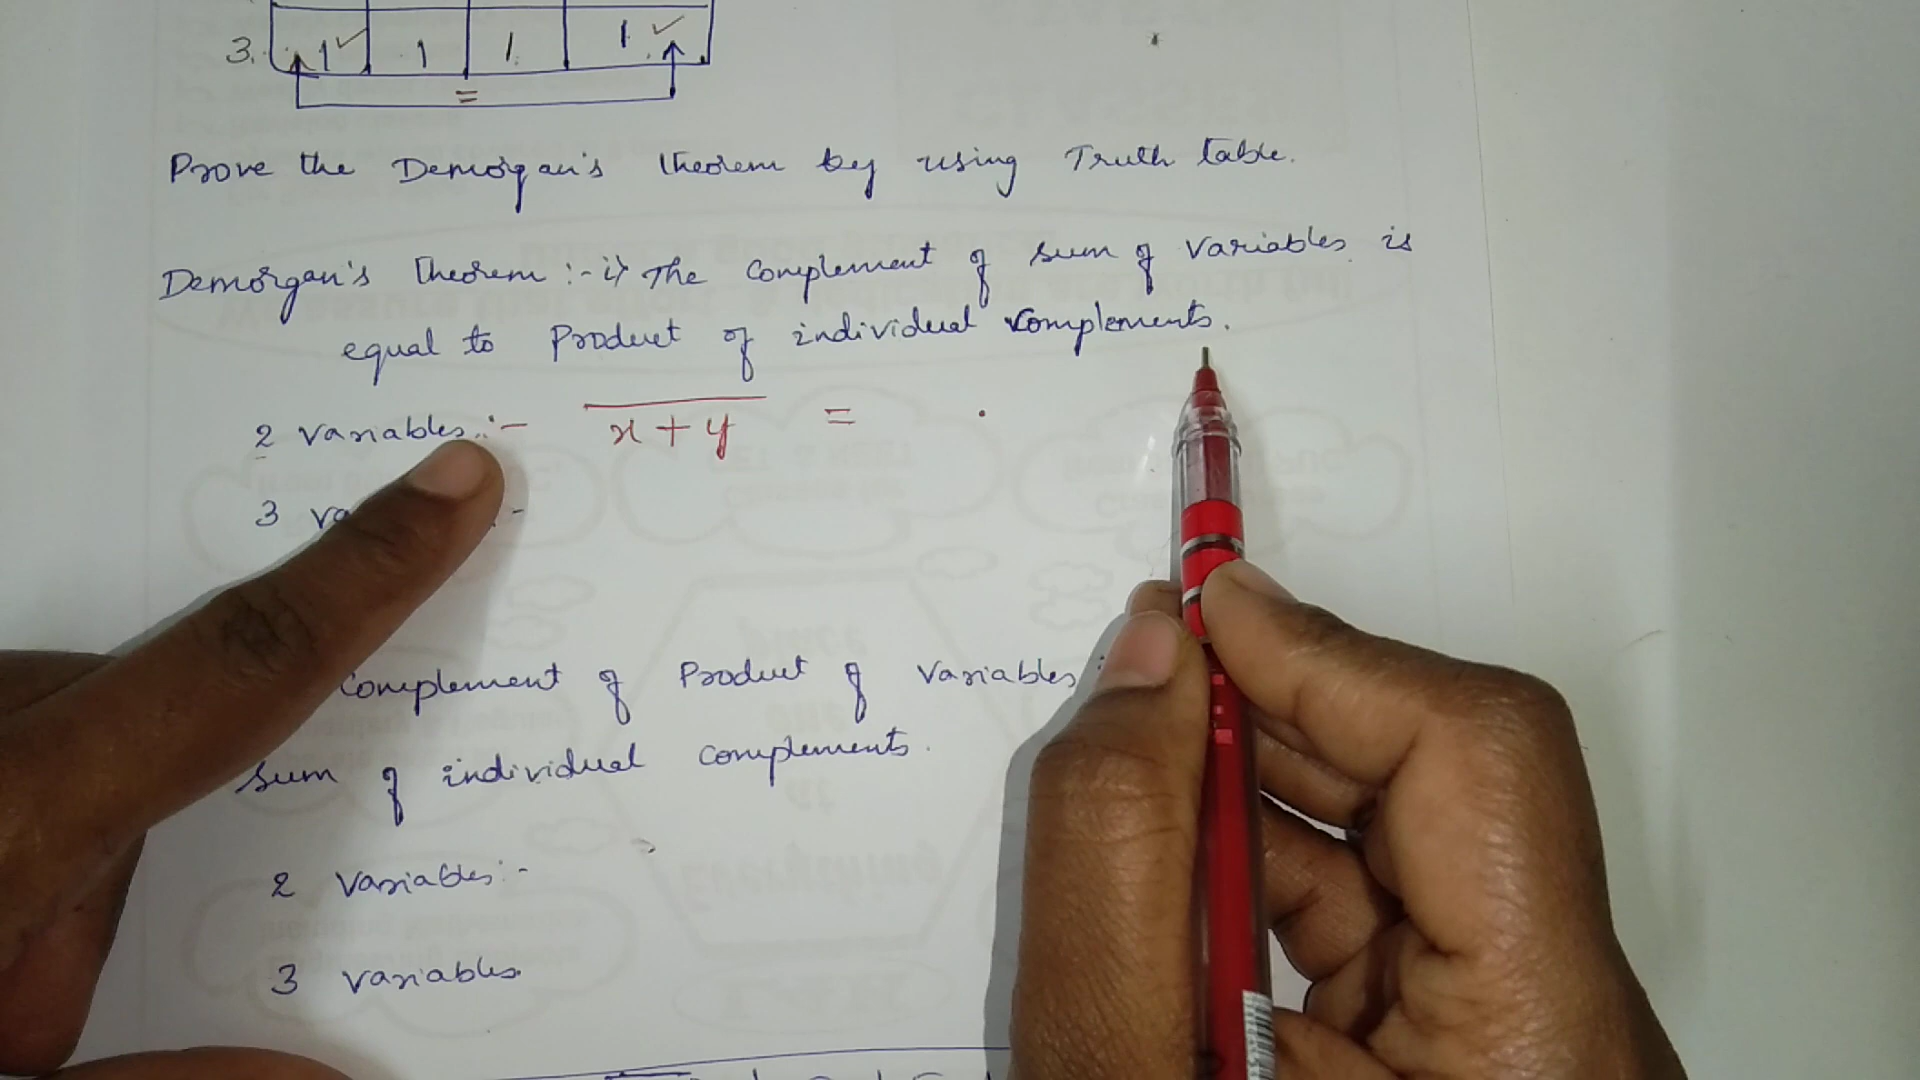 3. 1 1 1 1
=
Prove the Demorgan's theorem by using Truth table.
Demorgan's theorem :- i) The complement of sum of variables is
equal to Product of individual complements.
2 variables :- x + y = .
3 :-
complement of Product of variables
sum of individual complements.
2 variables :-
3 variables.